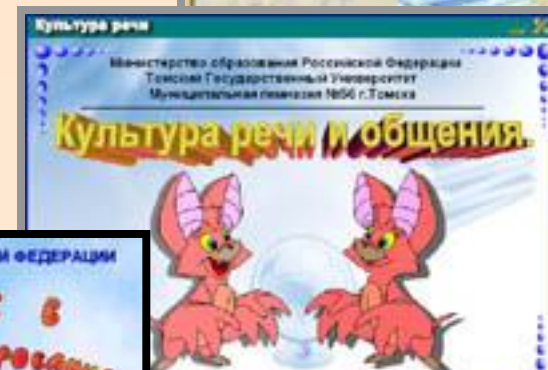 Культура речи
Министерство образования Российской Федерации
Томский Государственный Университет
Муниципальная гимназия №56 г.Томска
Культура речи и общения.
Й ФЕДЕРАЦИИ
В